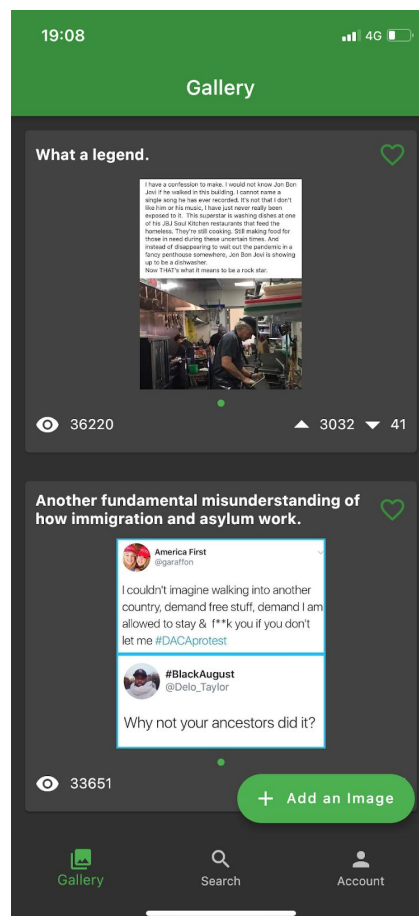 19:08
4G
Gallery
What a legend.
I have a confession to make. I would not know Jon Bon
Jovi if he walked in this building. I cannot name a
single song he has ever recorded. It's not that I don't
like him or his music, I have just never really been
exposed to it. This superstar is washing dishes at one
of his JBJ Soul Kitchen restaurants that feed the
homeless. They're still cooking. Still making food for
those in need during these uncertain times. And
instead of disappearing to wait out the pandemic in a
fancy penthouse somewhere, Jon Bon Jovi is showing
up to be a dishwasher.
Now THAT's what it means to be a rock star.
36220
3032
41
Another fundamental misunderstanding of
how immigration and asylum work.
America First
@garaffon
I couldn't imagine walking into another
country, demand free stuff, demand I am
allowed to stay & f**k you if you don't
let me #DACAprotest
#BlackAugust
@Delo_Taylor
Why not your ancestors did it?
33651
+ Add an Image
Gallery
Search
Account